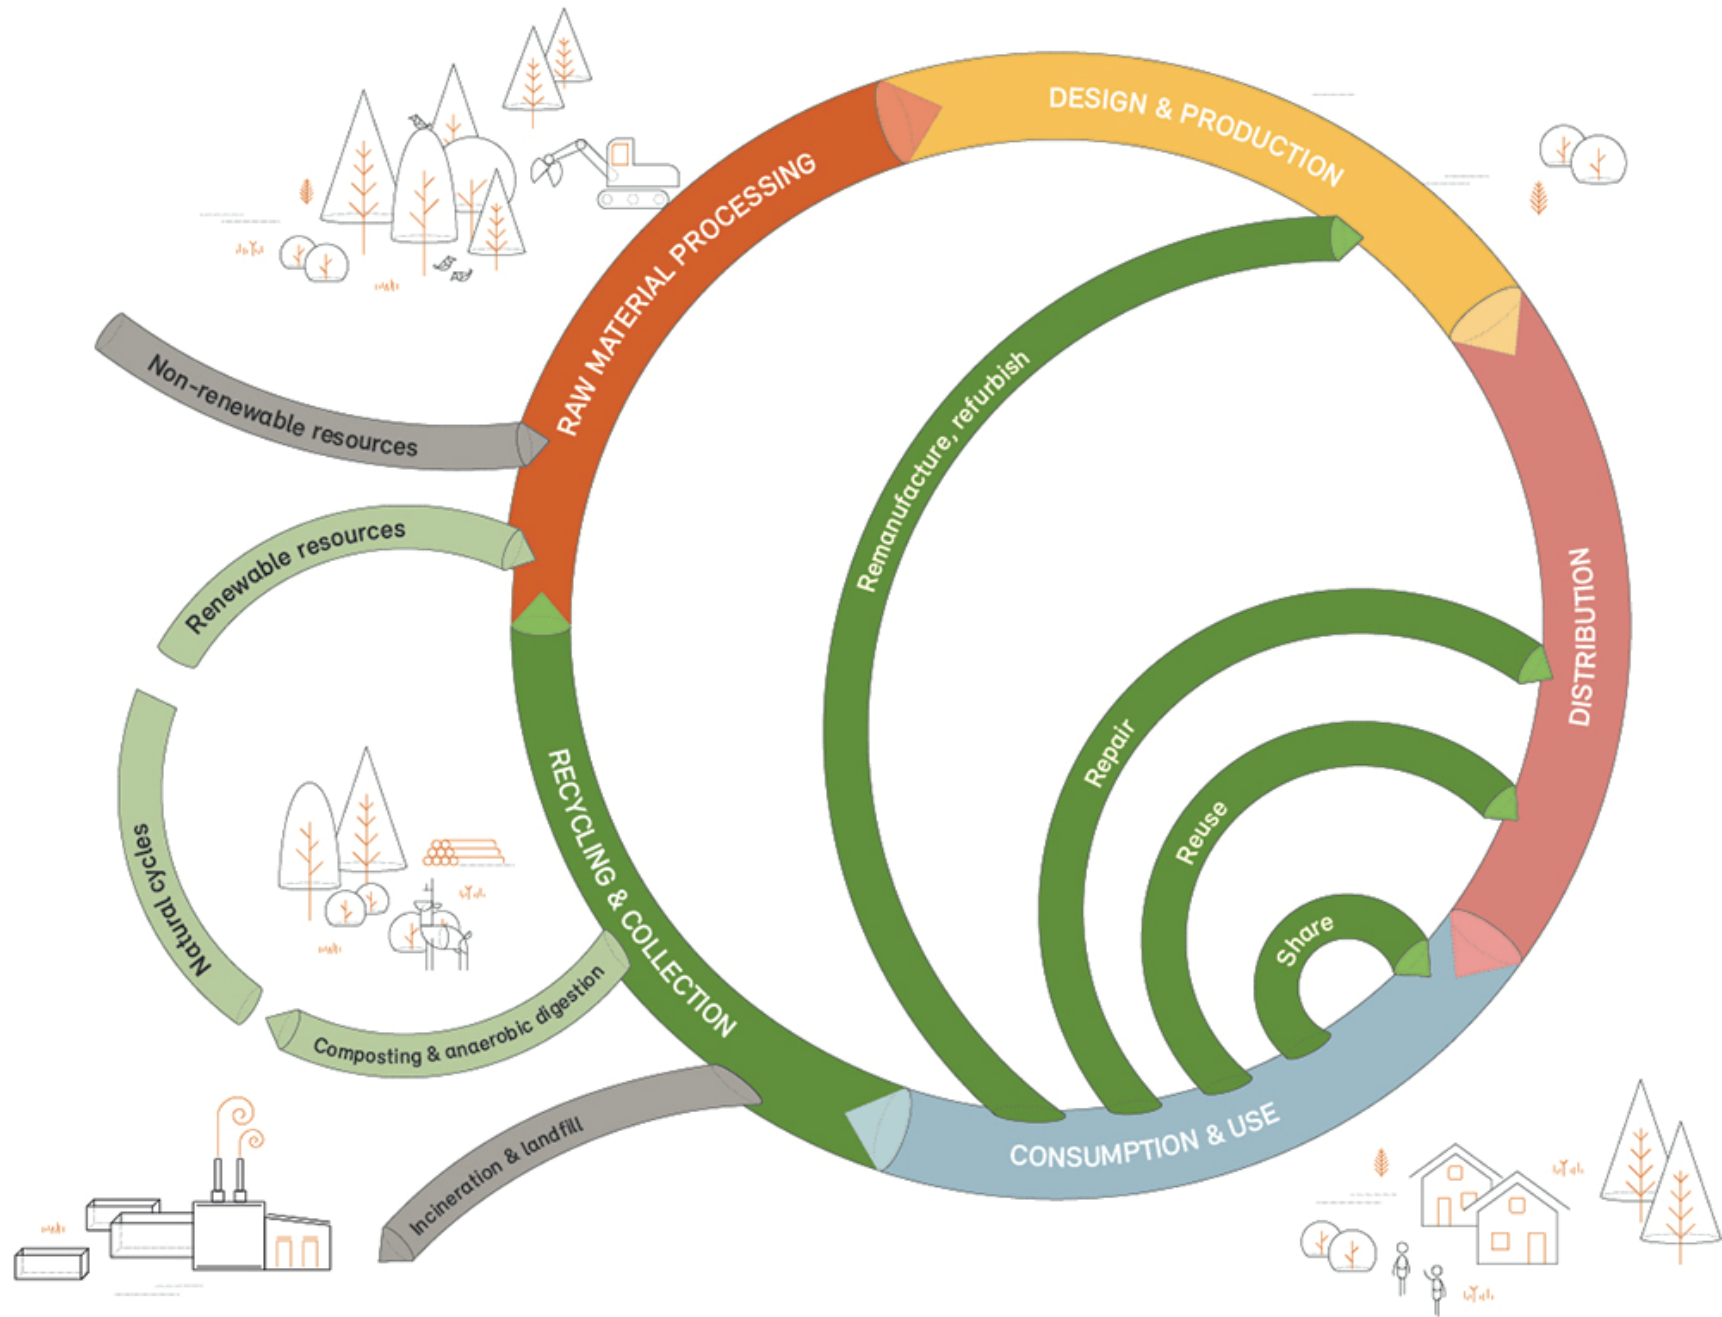 DESIGN & PRODUCTION
RAW MATERIAL PROCESSING
Non-renewable resources
Remanufacture, refurbish
Renewable resources
DISTRIBUTION
Repair
RECYCLING & COLLECTION
Reuse
Natural cycles
Share
Composting & anaerobic digestion
Incineration & landfill
CONSUMPTION & USE